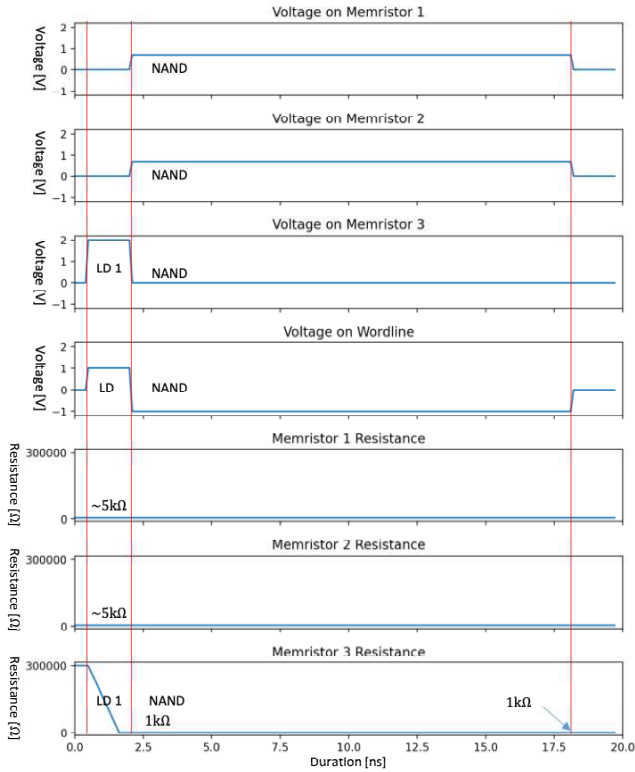 Voltage on Memristor 1
Voltage [V]
2
1
0
−1
NAND
Voltage on Memristor 2
Voltage [V]
2
1
0
−1
NAND
Voltage on Memristor 3
Voltage [V]
2
1
0
−1
LD 1
NAND
Voltage on Wordline
Voltage [V]
2
1
0
−1
LD
NAND
Memristor 1 Resistance
Resistance [Ω]
300000
0
~5kΩ
Memristor 2 Resistance
Resistance [Ω]
300000
0
~5kΩ
Memristor 3 Resistance
Resistance [Ω]
300000
0
LD 1
NAND
1kΩ
1kΩ
0.0 2.5 5.0 7.5 10.0 12.5 15.0 17.5 20.0
Duration [ns]